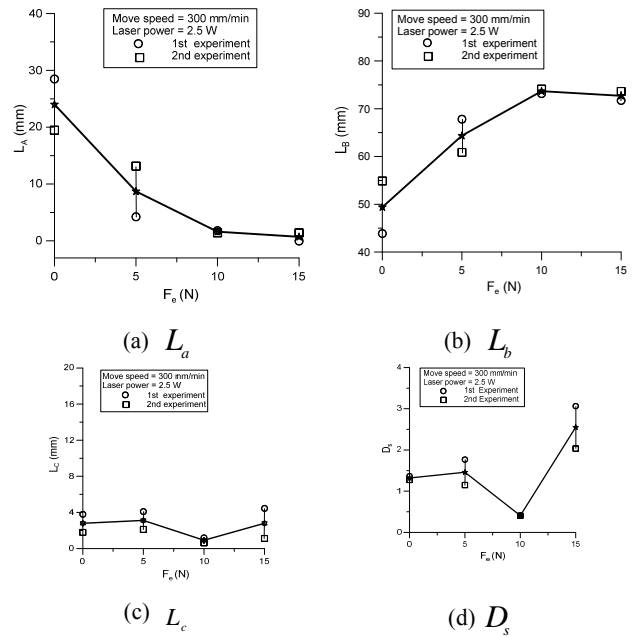 Move speed = 300 mm/min
Laser power = 2.5 W
1st experiment
2nd experiment
40
30
20
10
0
L_A (mm)
0 5 10 15
F_e (N)
(a) L_a
Move speed = 300 mm/min
Laser power = 2.5 W
1st experiment
2nd experiment
90
80
70
60
50
40
L_B (mm)
0 5 10 15
F_e (N)
(b) L_b
Move speed = 300 mm/min
Laser power = 2.5 W
1st experiment
2nd experiment
20
16
12
8
4
0
L_C (mm)
0 5 10 15
F_e (N)
(c) L_c
Move speed = 300 mm/min
Laser power = 2.5 W
1st Experiment
2nd Experiment
4
3
2
1
0
D_s
0 5 10 15
F_e (N)
(d) D_s